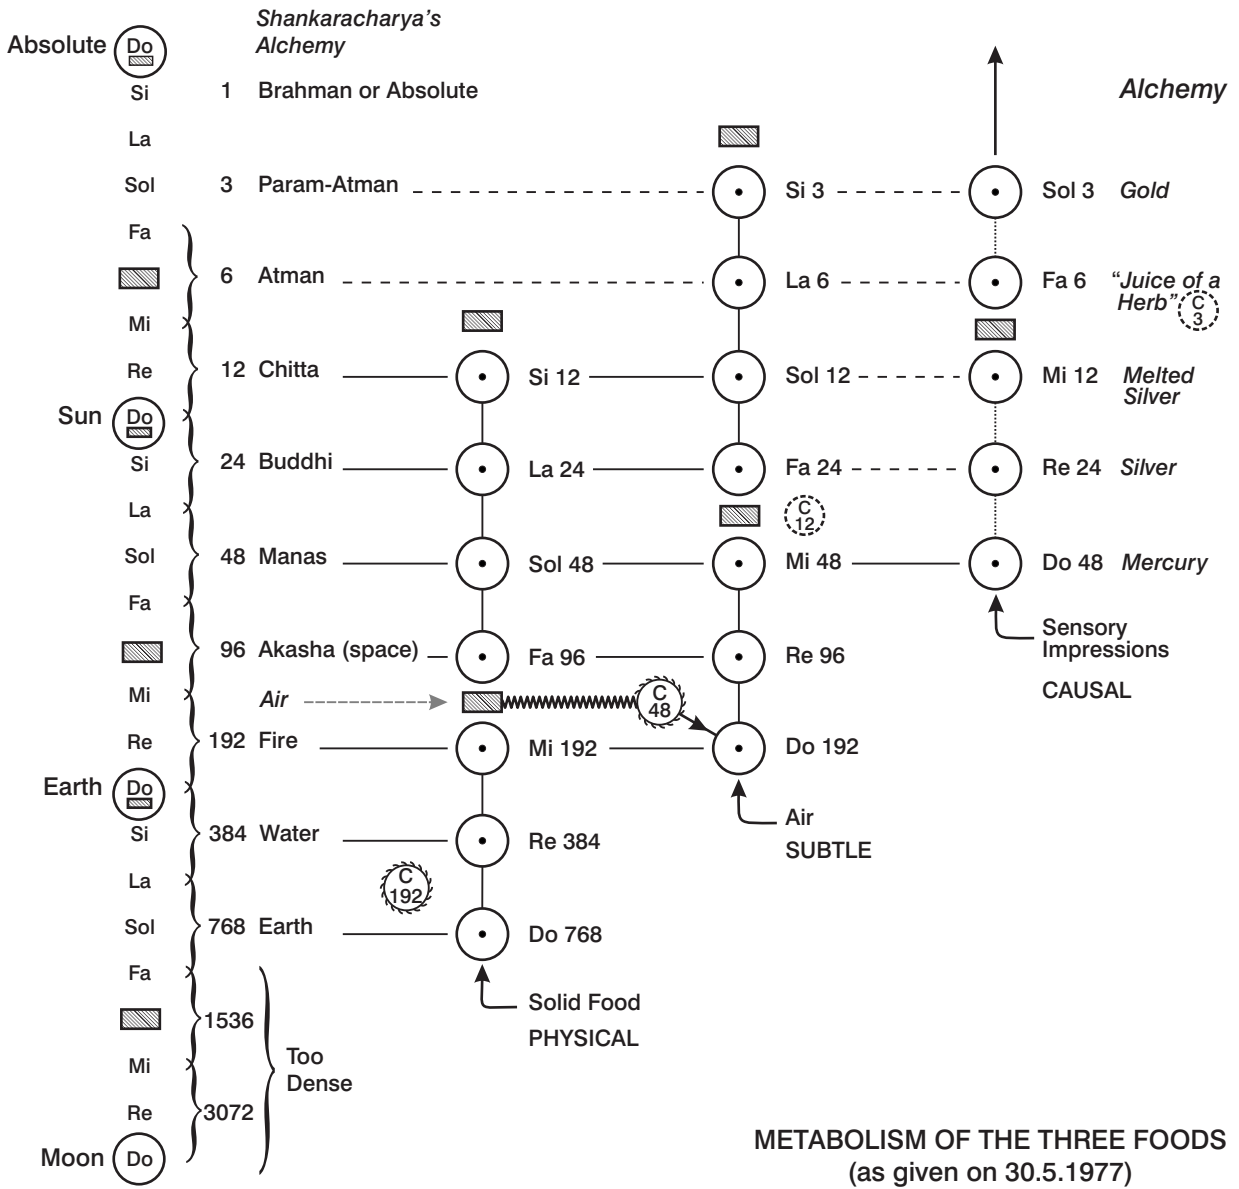 Shankaracharya's
Alchemy
Absolute Do
Si 1 Brahman or Absolute Alchemy
La
Sol 3 Param-Atman Si 3 Sol 3 Gold
Fa
6 Atman La 6 Fa 6 "Juice of a
Herb" C
3
Mi
Re 12 Chitta Si 12 Sol 12 Mi 12 Melted
Silver
Sun Do
Si 24 Buddhi La 24 Fa 24 Re 24 Silver
La C
12
Sol 48 Manas Sol 48 Mi 48 Do 48 Mercury
Fa
Sensory
Impressions
96 Akasha (space) Fa 96 Re 96
CAUSAL
Mi Air C
48
Re 192 Fire Mi 192 Do 192
Earth Do
Air
Si 384 Water Re 384
SUBTLE
La C
192
Sol 768 Earth Do 768
Fa
Solid Food
1536
PHYSICAL
Mi Too
Dense
Re 3072
Moon Do
METABOLISM OF THE THREE FOODS
(as given on 30.5.1977)